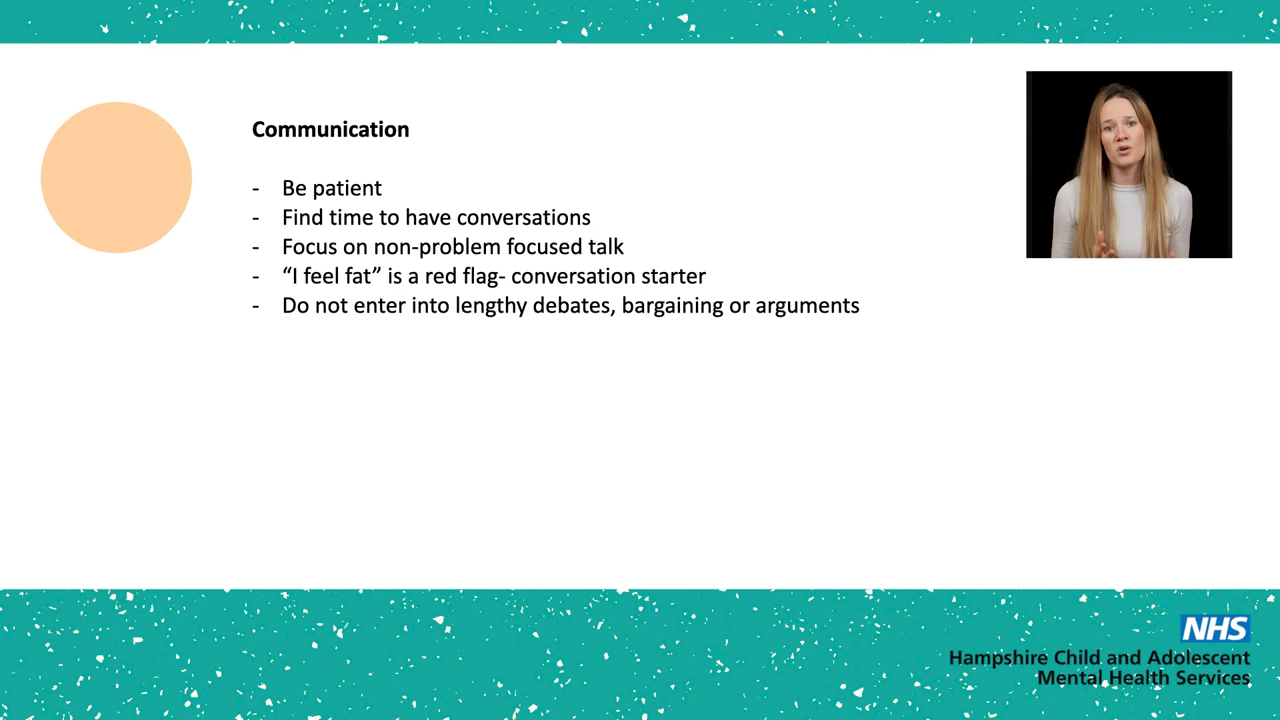 Communication
- Be patient
- Find time to have conversations
- Focus on non-problem focused talk
- “I feel fat” is a red flag- conversation starter
- Do not enter into lengthy debates, bargaining or arguments
NHS
Hampshire Child and Adolescent
Mental Health Services